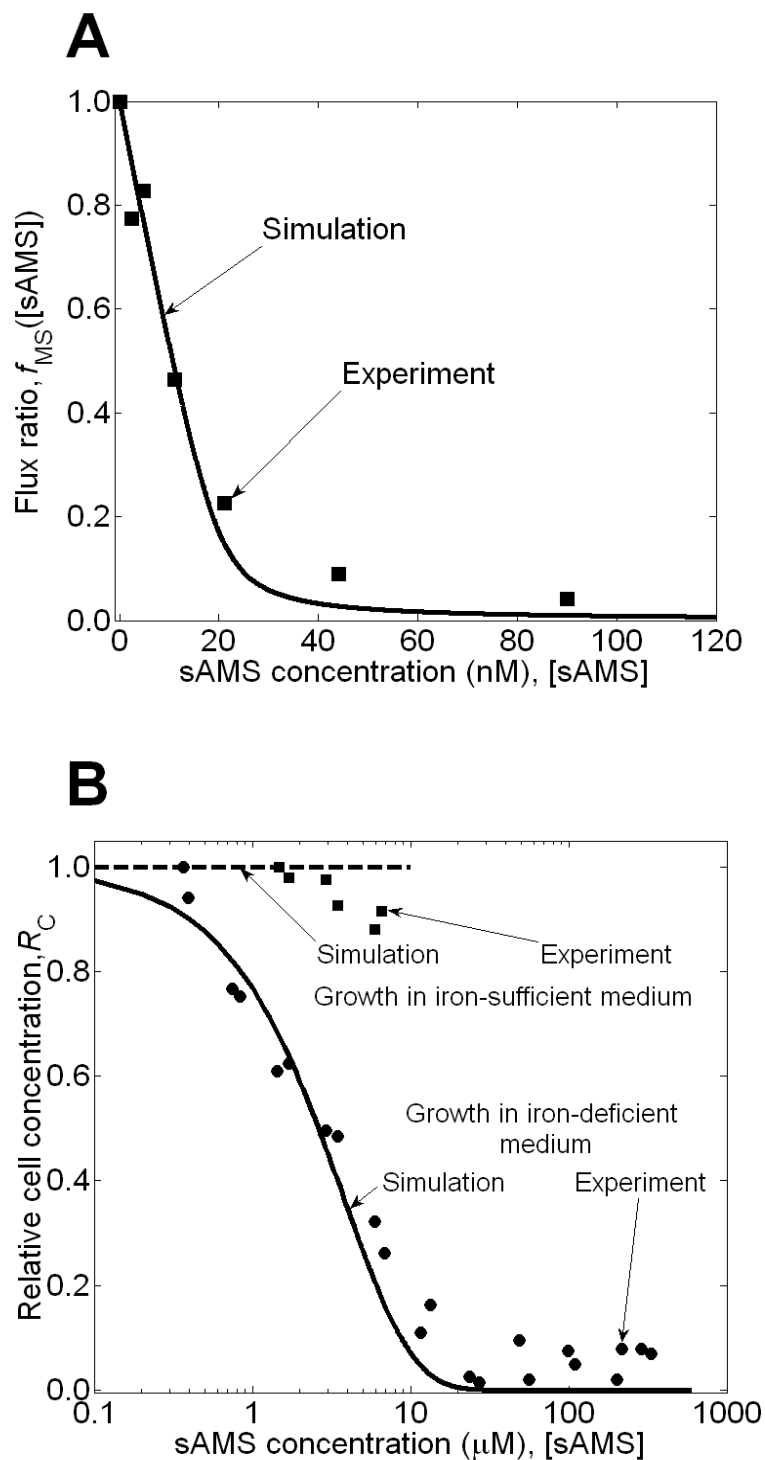 A
1.0
0.8
0.6
0.4
0.2
0.0
Flux ratio, fMS([sAMS])
Simulation
Experiment
0 20 40 60 80 100 120
sAMS concentration (nM), [sAMS]
B
1.0
0.8
0.6
0.4
0.2
0.0
Relative cell concentration,RC
Simulation Experiment
Growth in iron-sufficient medium
Growth in iron-deficient
medium
Simulation Experiment
0.1 1 10 100 1000
sAMS concentration (μM), [sAMS]